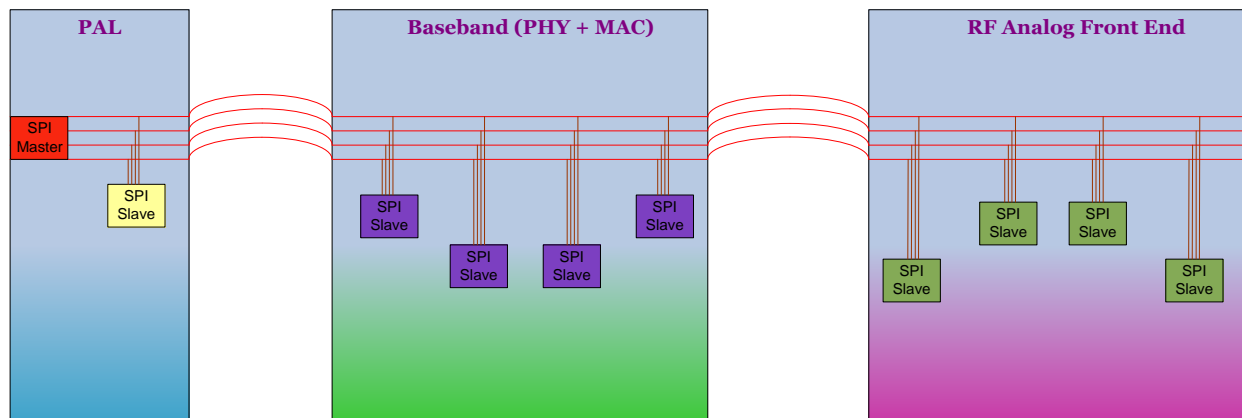 PAL
Baseband (PHY + MAC)
RF Analog Front End
SPI
Master
SPI
Slave
SPI
Slave
SPI
Slave
SPI
Slave
SPI
Slave
SPI
Slave
SPI
Slave
SPI
Slave
SPI
Slave